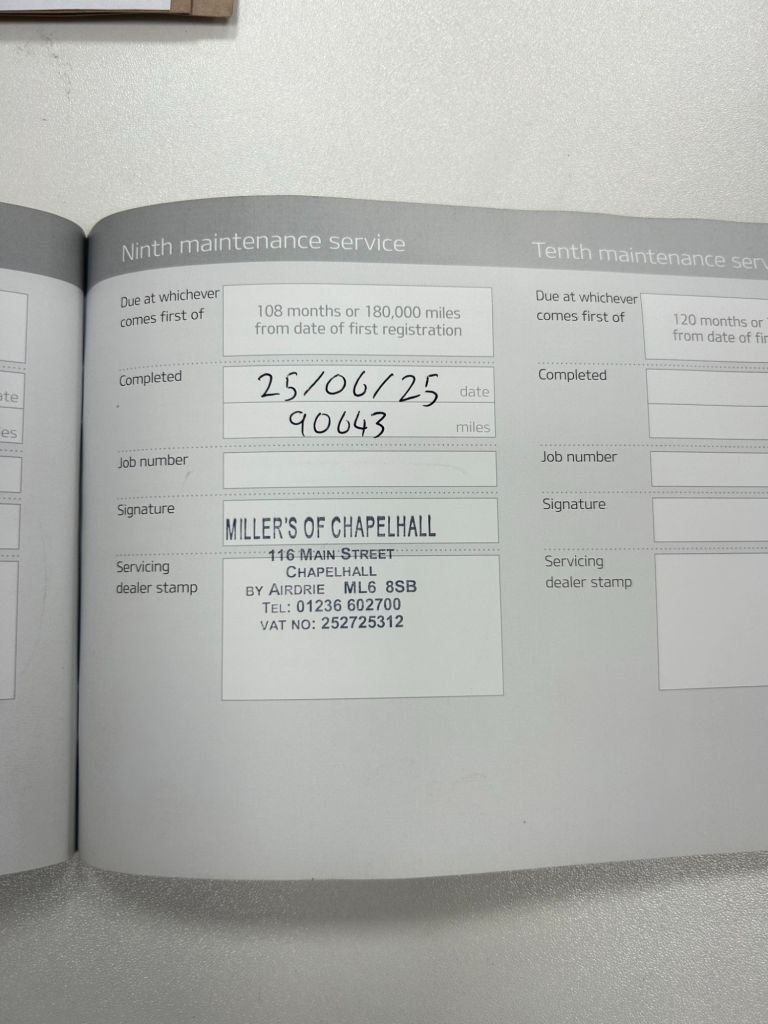 Ninth maintenance service
Due at whichever
comes first of
108 months or 180,000 miles
from date of first registration
Completed
25/06/25 date
90643 miles
Job number
Signature
MILLER'S OF CHAPELHALL
116 MAIN STREET
CHAPELHALL
BY AIRDRIE ML6 8SB
TEL: 01236 602700
VAT NO: 252725312
Servicing
dealer stamp
Tenth maintenance serv
Due at whichever
comes first of
120 months or
from date of fir
Completed
Job number
Signature
Servicing
dealer stamp